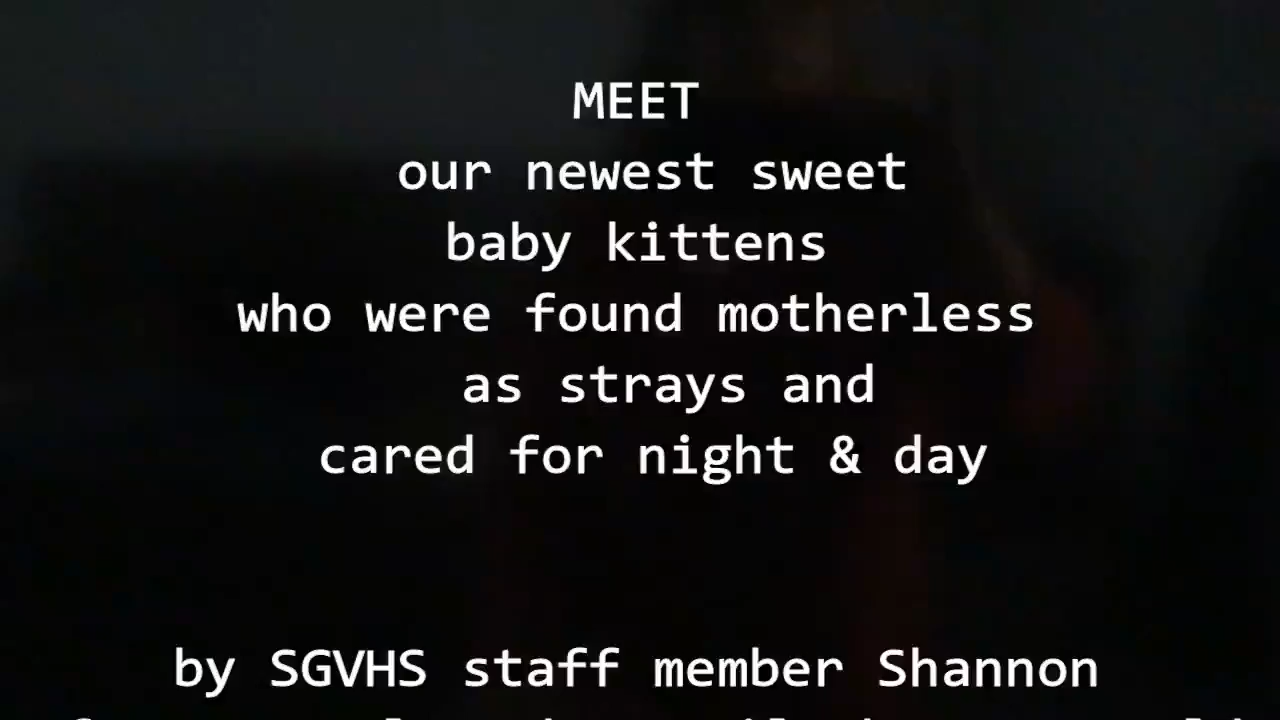 MEET
our newest sweet
baby kittens
who were found motherless
as strays and
cared for night & day
by SGVHS staff member Shannon